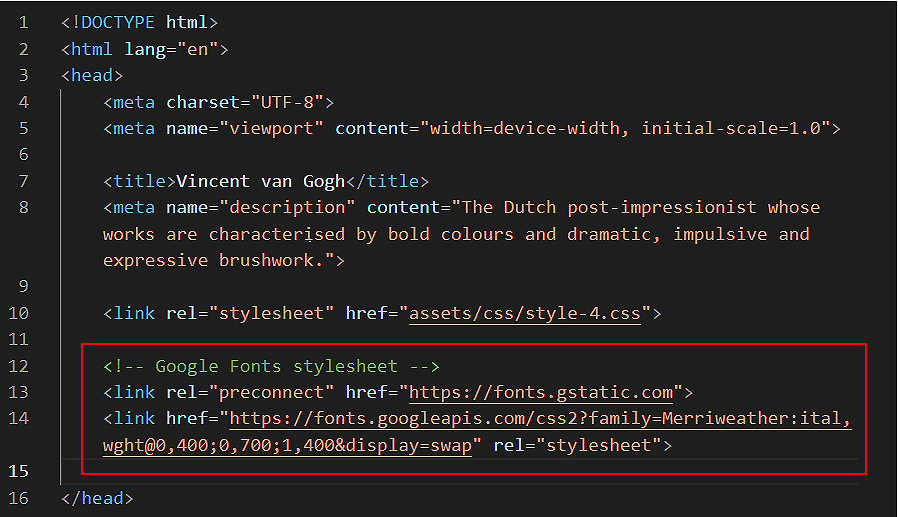 1 <!DOCTYPE html>
2 <html lang="en">
3 <head>
4 <meta charset="UTF-8">
5 <meta name="viewport" content="width=device-width, initial-scale=1.0">
6
7 <title>Vincent van Gogh</title>
8 <meta name="description" content="The Dutch post-impressionist whose
works are characterised by bold colours and dramatic, impulsive and
expressive brushwork.">
9
10 <link rel="stylesheet" href="assets/css/style-4.css">
11
12 <!-- Google Fonts stylesheet -->
13 <link rel="preconnect" href="https://fonts.gstatic.com">
14 <link href="https://fonts.googleapis.com/css2?family=Merriweather:ital,
wght@0,400;0,700;1,400&display=swap" rel="stylesheet">
15
16 </head>